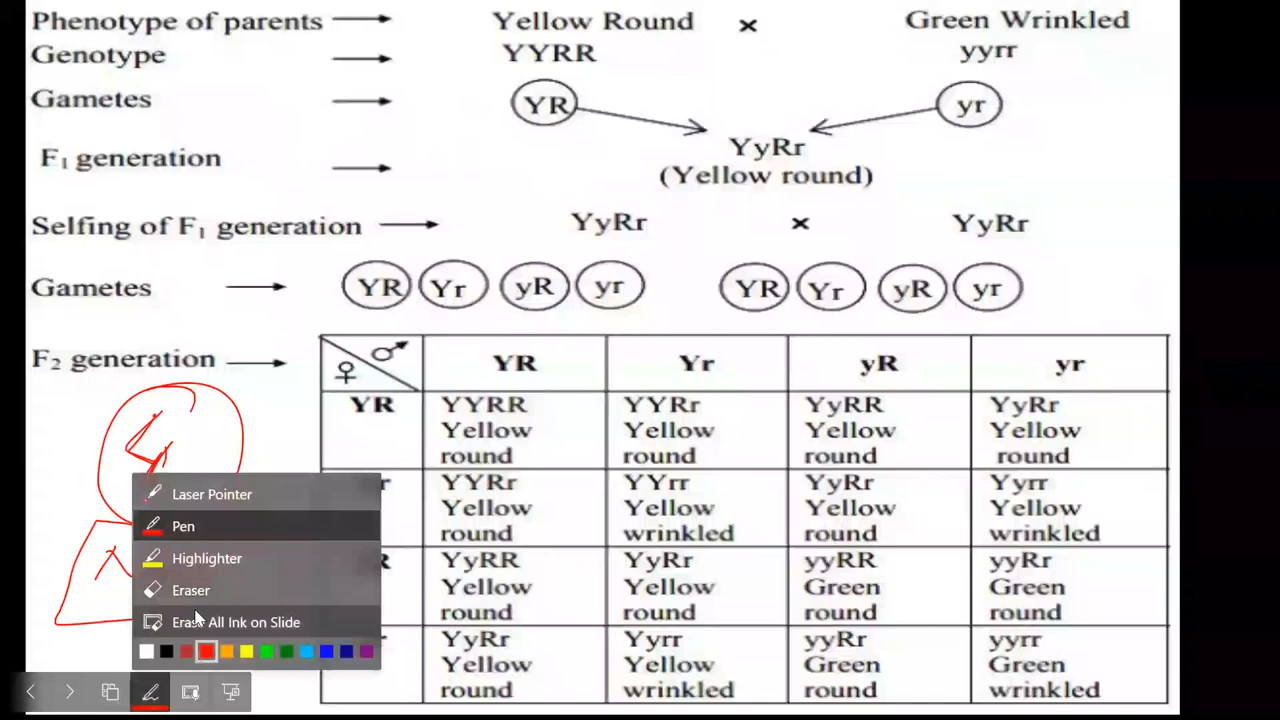 Phenotype of parents Yellow Round × Green Wrinkled
Genotype YYRR yyrr
Gametes YR yr
F₁ generation YyRr
(Yellow round)
Selfing of F₁ generation YyRr × YyRr
Gametes YR Yr yR yr YR Yr yR yr
F₂ generation ♀ ♂ YR Yr yR yr
YR YYRR YYRr YyRR YyRr
Yellow Yellow Yellow Yellow
round round round round
r YYRr YYrr YyRr Yyrr
Yellow Yellow Yellow Yellow
round wrinkled round wrinkled
R YyRR YyRr yyRR yyRr
Yellow Yellow Green Green
round round round round
r YyRr Yyrr yyRr yyrr
Yellow Yellow Green Green
round wrinkled round wrinkled
Laser Pointer
Pen
Highlighter
Eraser
Erase All Ink on Slide